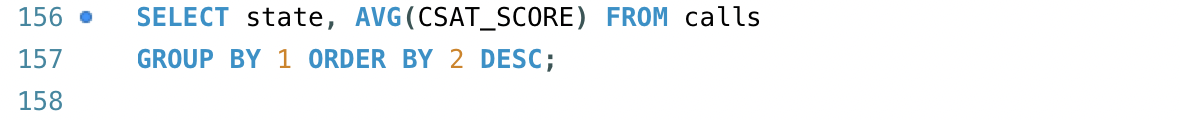 156 SELECT state, AVG(CSAT_SCORE) FROM calls
157 GROUP BY 1 ORDER BY 2 DESC;
158